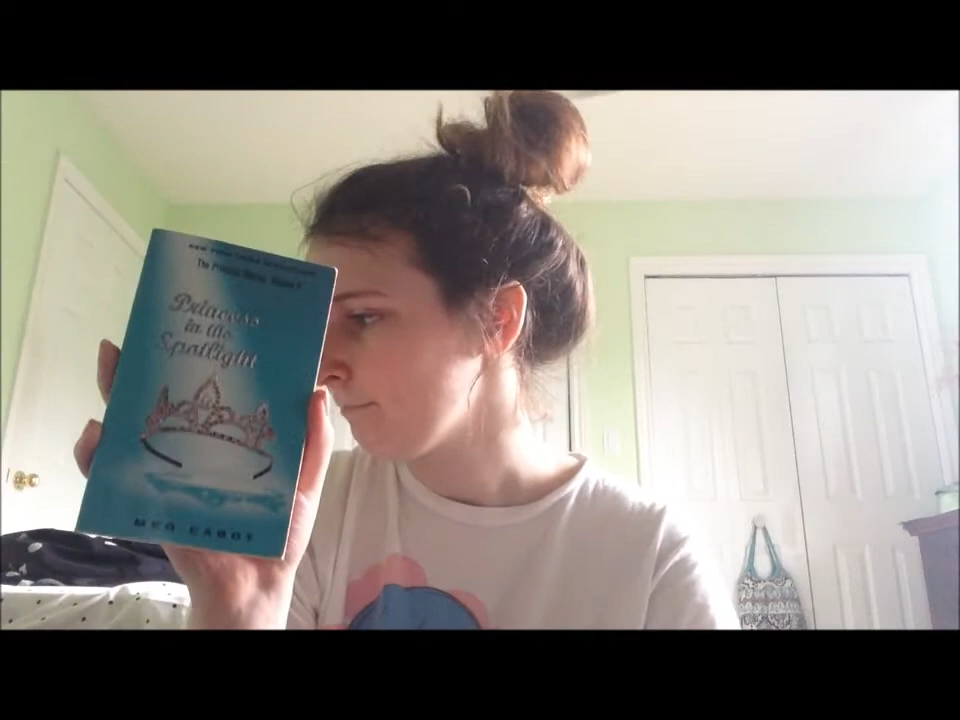 The Princess Diaries, Volume II
Princess
in the
Spotlight
MEG CABOT